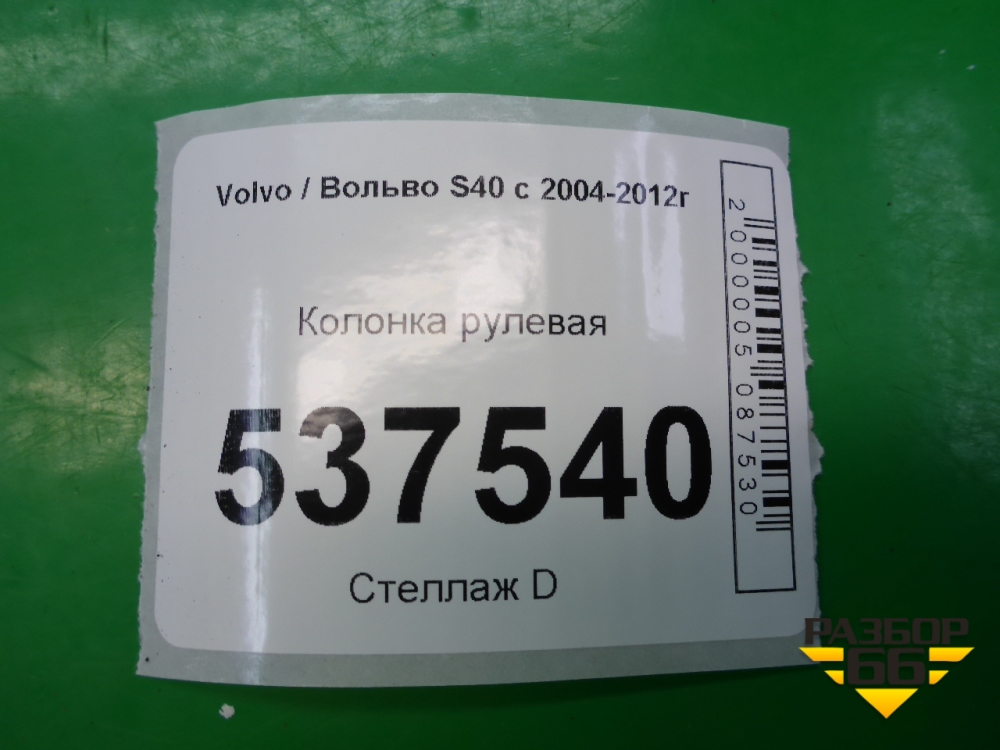 Volvo / Вольво S40 с 2004-2012г
Колонка рулевая
537540
Стеллаж D
2000005087530
РАЗБОР
66